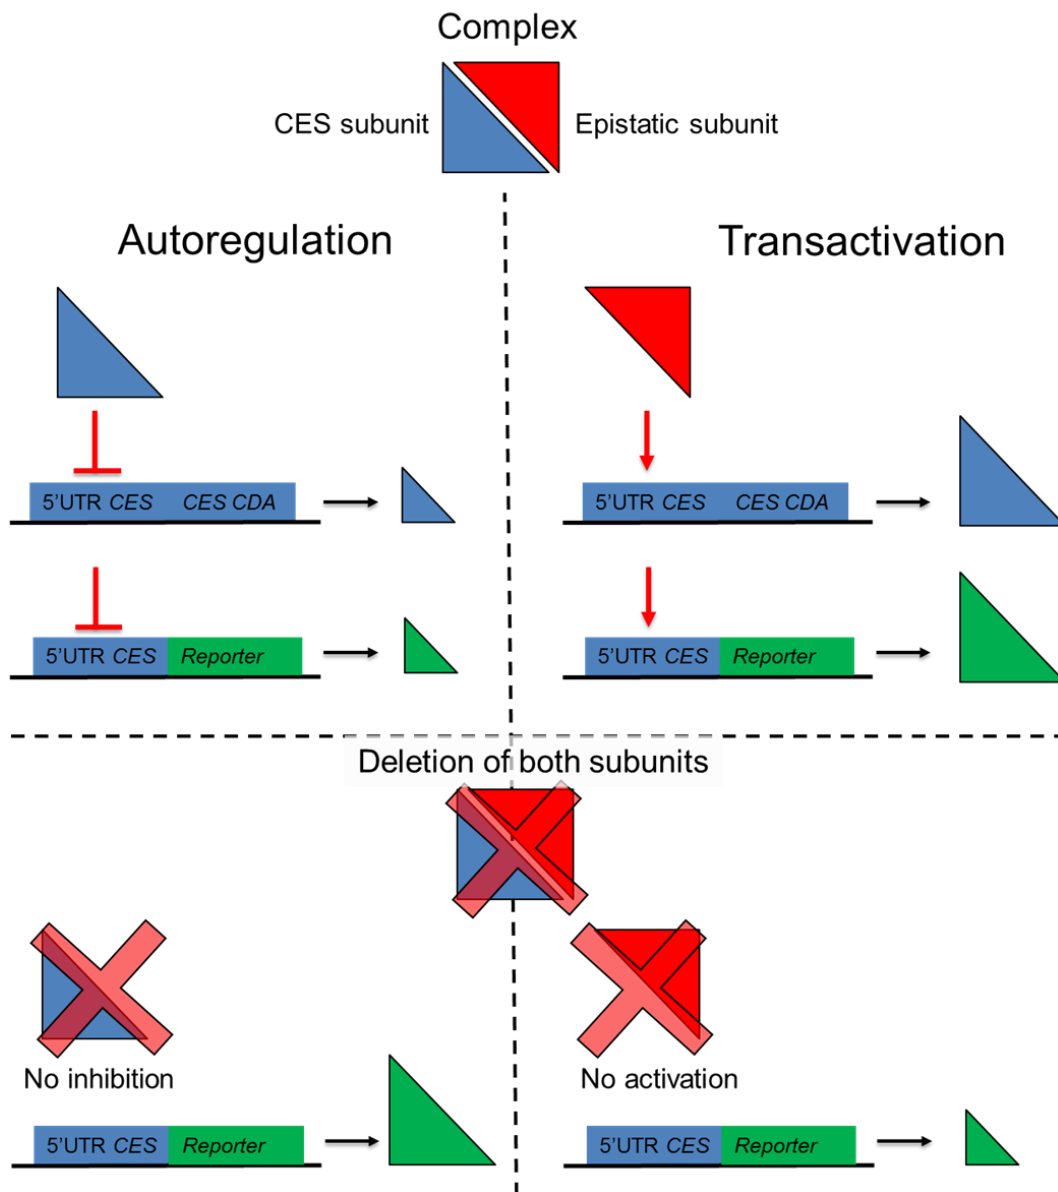 Complex
CES subunit
Epistatic subunit
Autoregulation
Transactivation
5'UTR CES CES CDA
5'UTR CES CES CDA
5'UTR CES Reporter
5'UTR CES Reporter
Deletion of both subunits
No inhibition
No activation
5'UTR CES Reporter
5'UTR CES Reporter